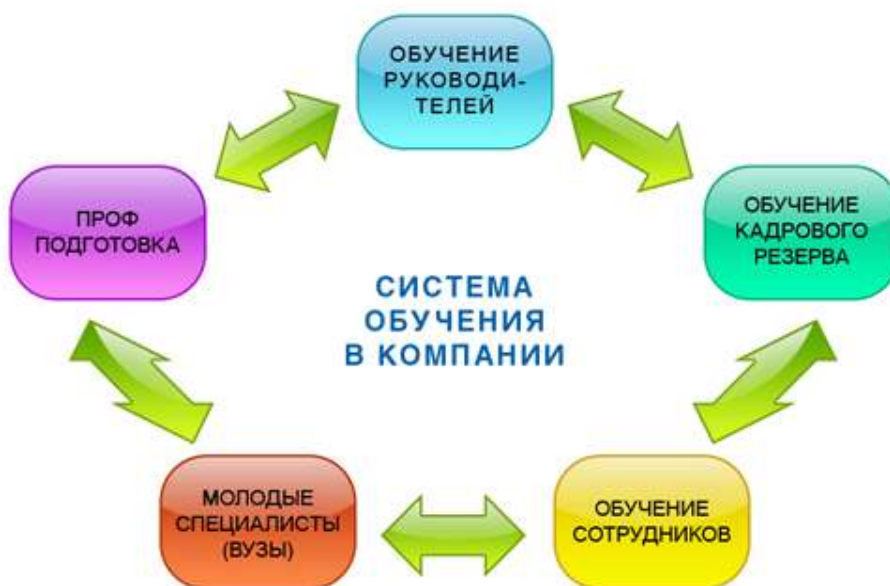 ОБУЧЕНИЕ
РУКОВОДИ-
ТЕЛЕЙ
ПРОФ
ПОДГОТОВКА
ОБУЧЕНИЕ
КАДРОВОГО
РЕЗЕРВА
СИСТЕМА
ОБУЧЕНИЯ
В КОМПАНИИ
МОЛОДЫЕ
СПЕЦИАЛИСТЫ
(ВУЗЫ)
ОБУЧЕНИЕ
СОТРУДНИКОВ